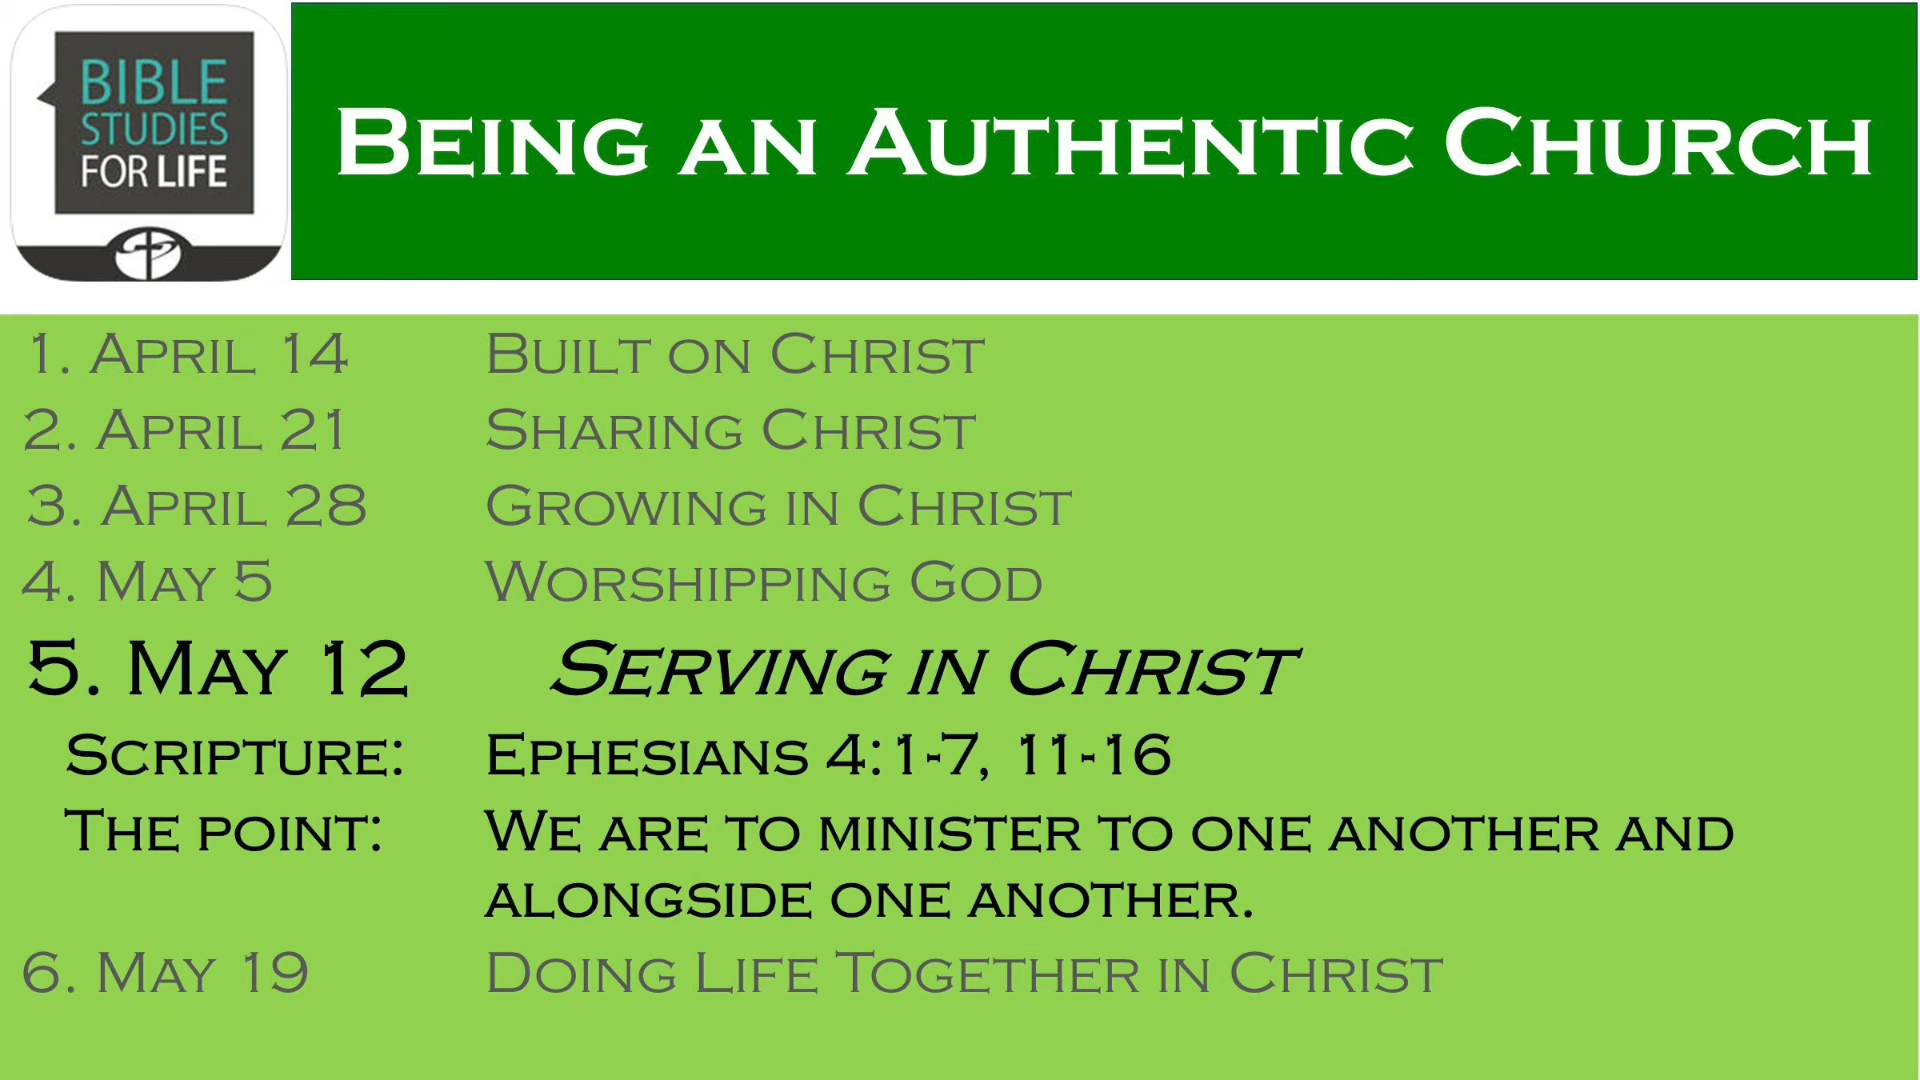 BIBLE
STUDIES
FOR LIFE
Being an Authentic Church
1. April 14 Built on Christ
2. April 21 Sharing Christ
3. April 28 Growing in Christ
4. May 5 Worshipping God
5. May 12 Serving in Christ
Scripture: Ephesians 4:1-7, 11-16
The point: We are to minister to one another and
alongside one another.
6. May 19 Doing Life Together in Christ